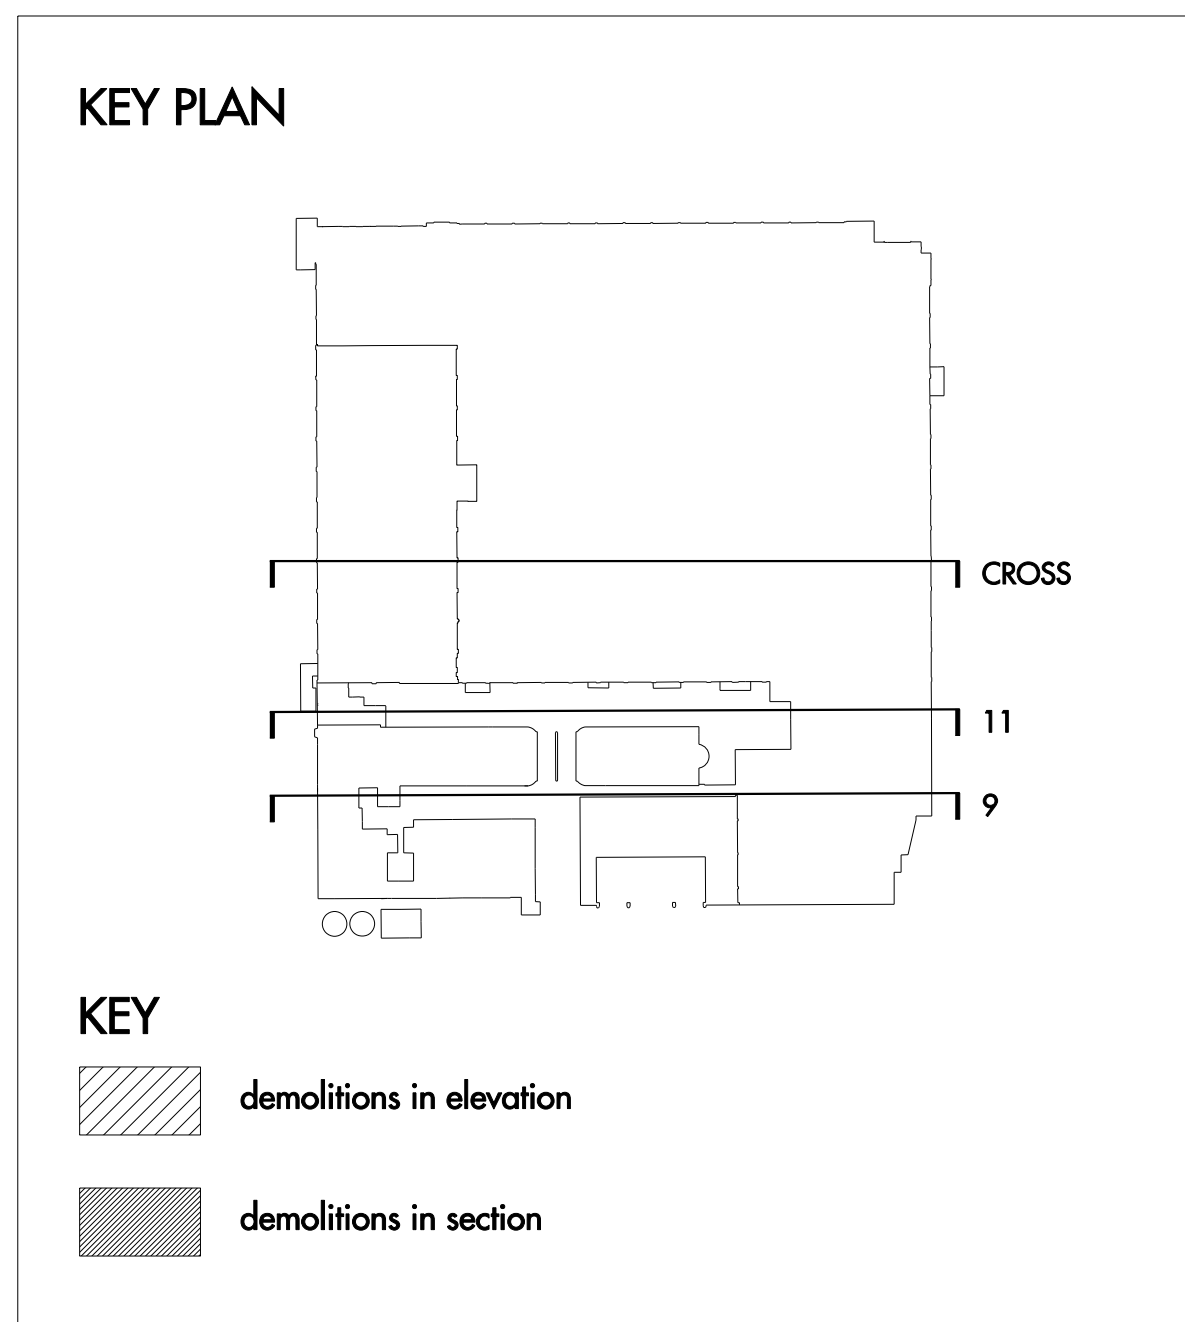 KEY PLAN
CROSS
11
9
KEY
demolitions in elevation
demolitions in section